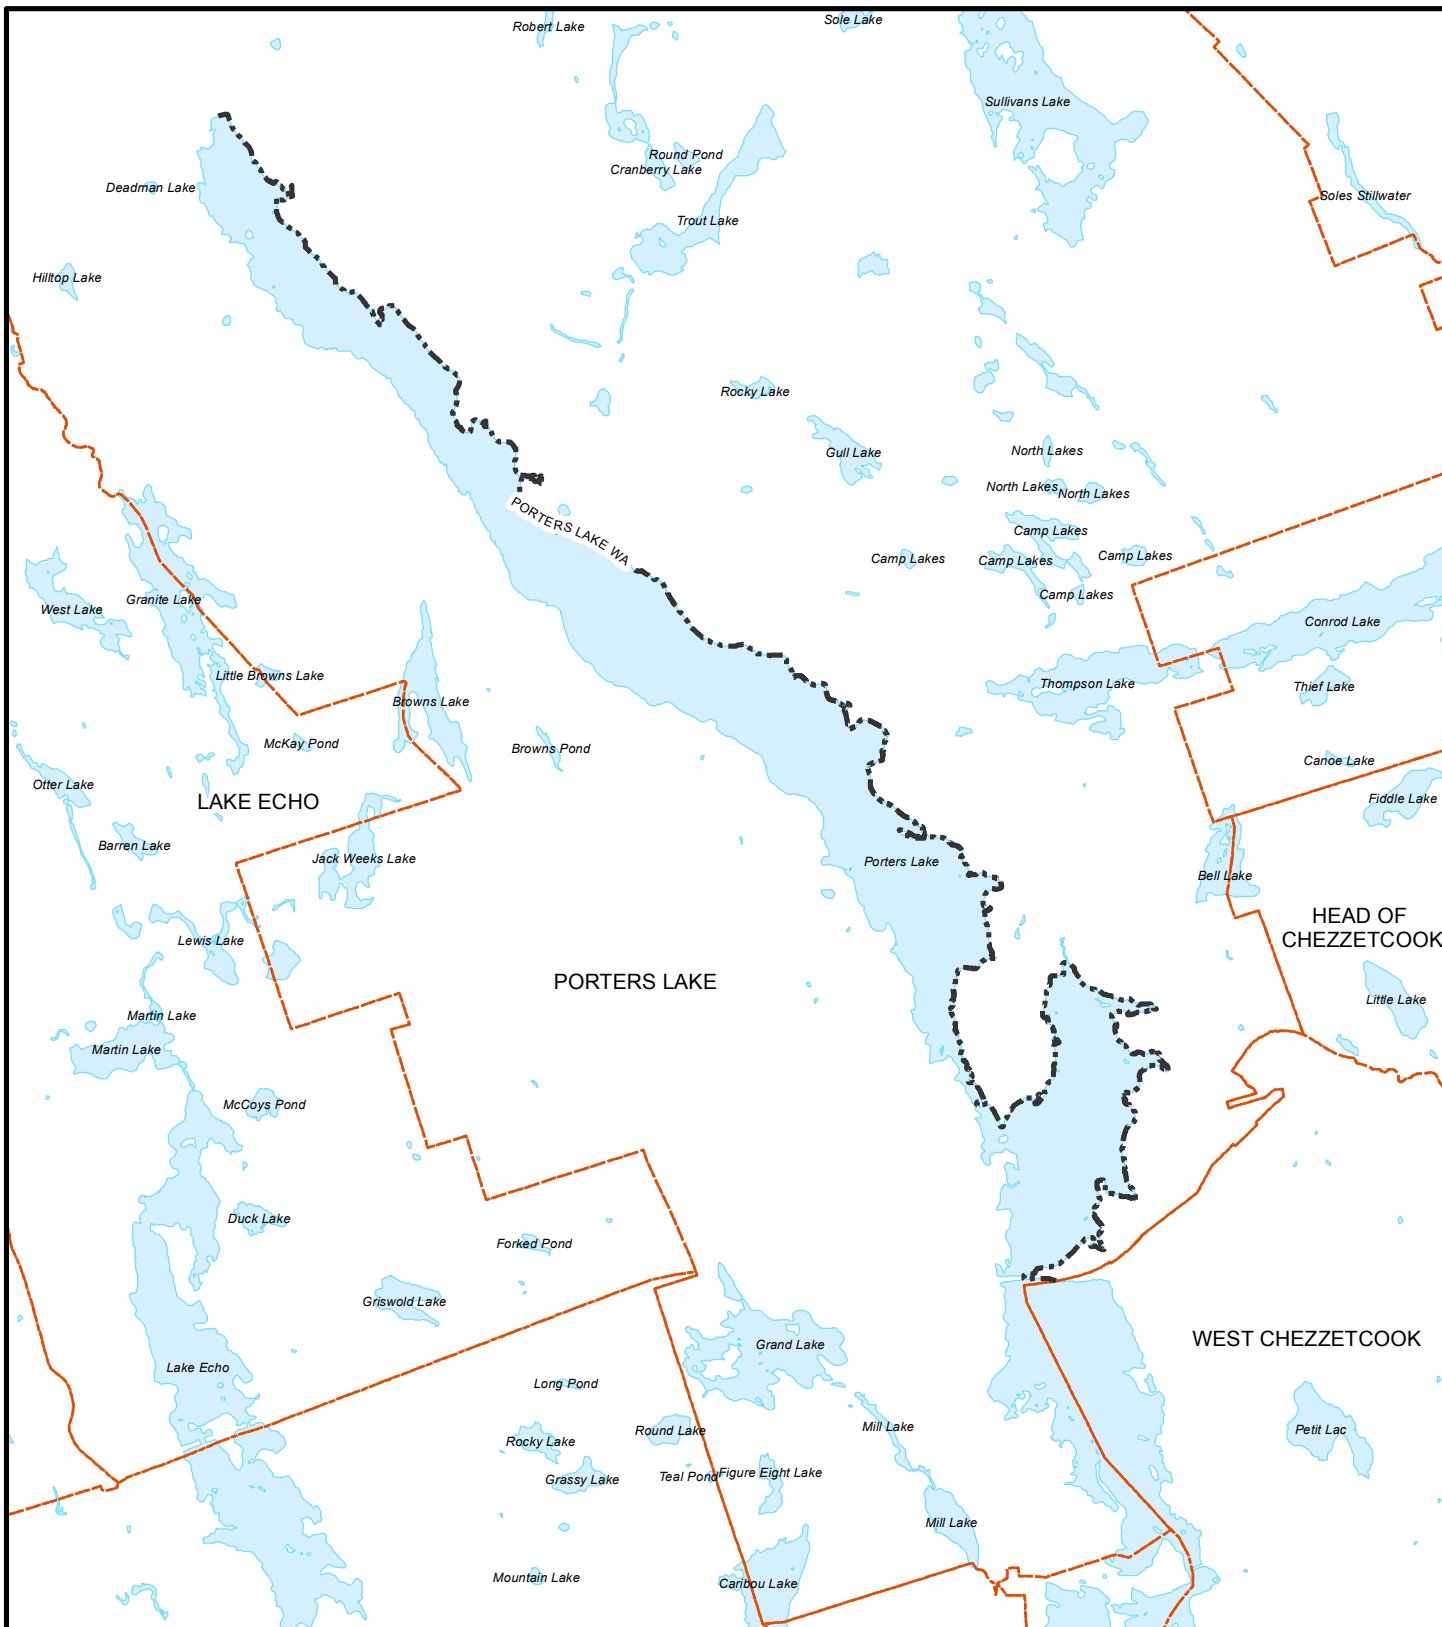 Robert Lake
Sole Lake
Sullivans Lake
Round Pond
Cranberry Lake
Deadman Lake
Soles Stillwater
Trout Lake
Hilltop Lake
Rocky Lake
Gull Lake
North Lakes
North Lakes
North Lakes
PORTERS LAKE WA
Camp Lakes
Camp Lakes
Camp Lakes
Camp Lakes
Camp Lakes
Granite Lake
West Lake
Conrod Lake
Little Browns Lake
Thompson Lake
Thief Lake
Browns Lake
McKay Pond
Browns Pond
Canoe Lake
Otter Lake
LAKE ECHO
Fiddle Lake
Barren Lake
Jack Weeks Lake
Porters Lake
Bell Lake
HEAD OF
CHEZZETCOOK
Lewis Lake
PORTERS LAKE
Little Lake
Martin Lake
Martin Lake
McCoys Pond
Duck Lake
Forked Pond
Griswold Lake
WEST CHEZZETCOOK
Grand Lake
Lake Echo
Long Pond
Mill Lake
Round Lake
Petit Lac
Rocky Lake
Grassy Lake
Teal Pond
Figure Eight Lake
Mill Lake
Mountain Lake
Caribou Lake